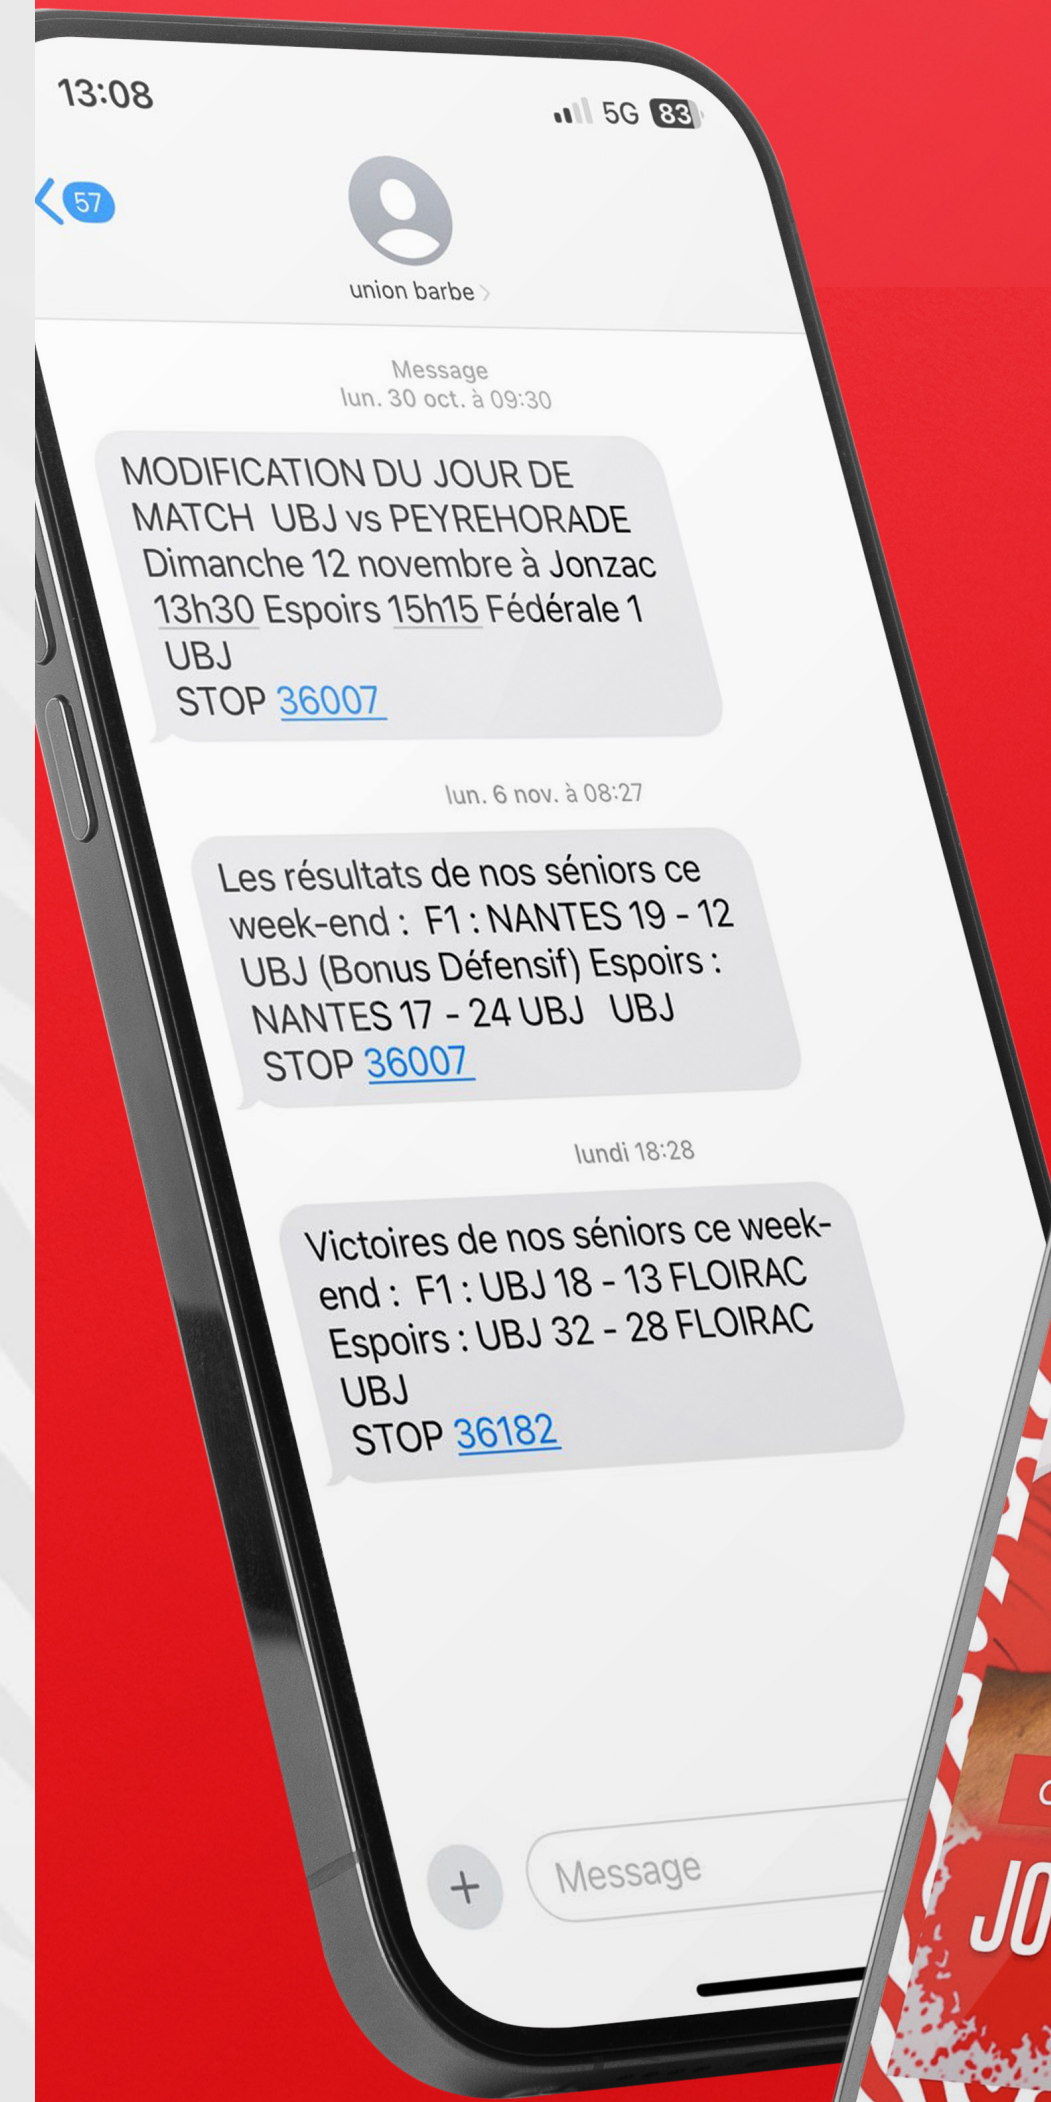 13:08
5G 83
57
union barbe
Message
lun. 30 oct. à 09:30
MODIFICATION DU JOUR DE
MATCH  UBJ vs PEYREHORADE
Dimanche 12 novembre à Jonzac
13h30 Espoirs 15h15 Fédérale 1
UBJ
STOP 36007
lun. 6 nov. à 08:27
Les résultats de nos séniors ce
week-end :  F1 : NANTES 19 - 12
UBJ (Bonus Défensif) Espoirs :
NANTES 17 - 24 UBJ   UBJ
STOP 36007
lundi 18:28
Victoires de nos séniors ce week-
end :  F1 : UBJ 18 - 13 FLOIRAC
Espoirs : UBJ 32 - 28 FLOIRAC
UBJ
STOP 36182
Message
JO